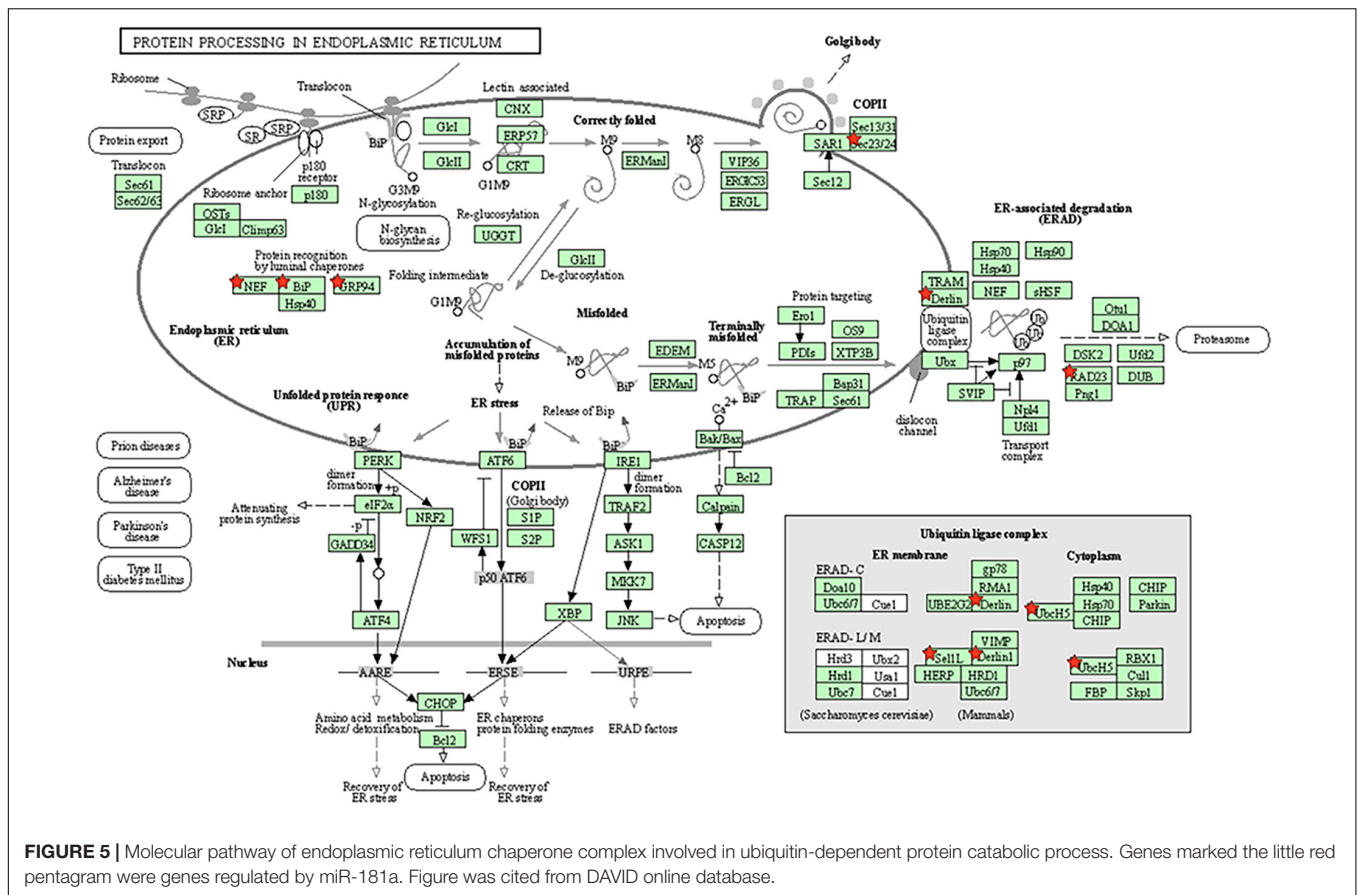 PROTEIN PROCESSING IN ENDOPLASMIC RETICULUM
Golgi body
Ribosome
Translocon
Lectin associated
COPII
SRP
SR
SRP
BiP
GlcI
GlcII
CNX
ERP57
CRT
G1M9
Correctly folded
M9
ERManI
M8
VIP36
ERGIC53
ERGL
SAR1
Sec13/31
Sec23/24
Sec12
Protein export
Translocon
Sec61
Sec62/63
p180
receptor
Ribosome anchor
p180
OSTs
GlcI
Climp63
G3M9
N-glycosylation
N-glycan
biosynthesis
Re-glucosylation
UGGT
GlcII
De-glucosylation
ER-associated degradation
(ERAD)
Hsp70
Hsp40
Hsp90
NEF
sHSF
TRAM
Derlin
Ubiquitin
ligase
complex
Ub
Ub
Ub
Otu1
DOA1
Proteasome
Protein recognition
by luminal chaperones
NEF
BiP
GRP94
Hsp40
Folding intermediate
G1M9
Endoplasmic reticulum
(ER)
Misfolded
Accumulation of
misfolded proteins
M9
BiP
EDEM
ERManI
Terminally
misfolded
M5
BiP
Protein targeting
Ero1
PDIs
OS9
XTP3B
TRAP
Bap31
Sec61
Ubx
p97
SVIP
Npl4
Ufd1
Transport
complex
dislocon
channel
DSK2
Ufd2
RAD23
DUB
Png1
Unfolded protein responce
(UPR)
ER stress
Release of Bip
Ca2+
Bak/Bax
Bcl2
BiP
BiP
BiP
PERK
ATF6
IRE1
Prion diseases
Alzheimer's
disease
Parkinson's
disease
Type II
diabetes mellitus
dimer
formation
+p
eIF2α
Attenuating
protein synthesis
-p
GADD34
NRF2
ATF4
COPII
(Golgi body)
S1P
S2P
WFS1
p50 ATF6
dimer
formation
TRAF2
ASK1
MKK7
JNK
XBP
Calpain
CASP12
Apoptosis
Nucleus
AARE
ERSE
URPE
CHOP
Bcl2
Apoptosis
Amino acid metabolism
Redox/ detoxification
ER chaperons
protein folding enzymes
ERAD factors
Recovery of
ER stress
Recovery of
ER stress
Ubiquitin ligase complex
ER membrane
Cytoplasm
ERAD- C
Doa10
Ubc6/7
Cue1
gp78
RMA1
UBE2G2
Derlin
UbcH5
Hsp40
Hsp70
CHIP
CHIP
Parkin
ERAD- L/ M
Hrd3
Ubx2
Hrd1
Usa1
Ubc7
Cue1
VIMP
Sel1L
Derlin1
HERP
HRD1
Ubc6/7
UbcH5
RBX1
Cul1
FBP
Skp1
(Saccharomyces cerevisiae)
(Mammals)
FIGURE 5 | Molecular pathway of endoplasmic reticulum chaperone complex involved in ubiquitin-dependent protein catabolic process. Genes marked the little red
pentagram were genes regulated by miR-181a. Figure was cited from DAVID online database.